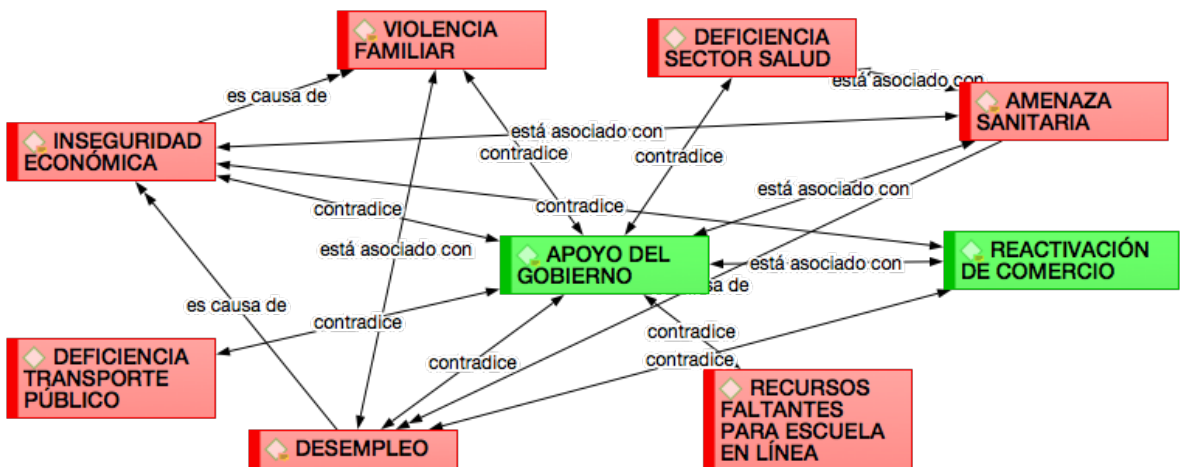 VIOLENCIA
FAMILIAR
DEFICIENCIA
SECTOR SALUD
está asociado con
es causa de
AMENAZA
SANITARIA
INSEGURIDAD
ECONÓMICA
está asociado con
contradice
contradice
está asociado con
contradice
contradice
está asociado con
APOYO DEL
GOBIERNO
REACTIVACIÓN
DE COMERCIO
está asociado con
sa de
es causa de
contradice
contradice
DEFICIENCIA
TRANSPORTE
PÚBLICO
contradice
contradice
RECURSOS
FALTANTES
PARA ESCUELA
EN LÍNEA
DESEMPLEO